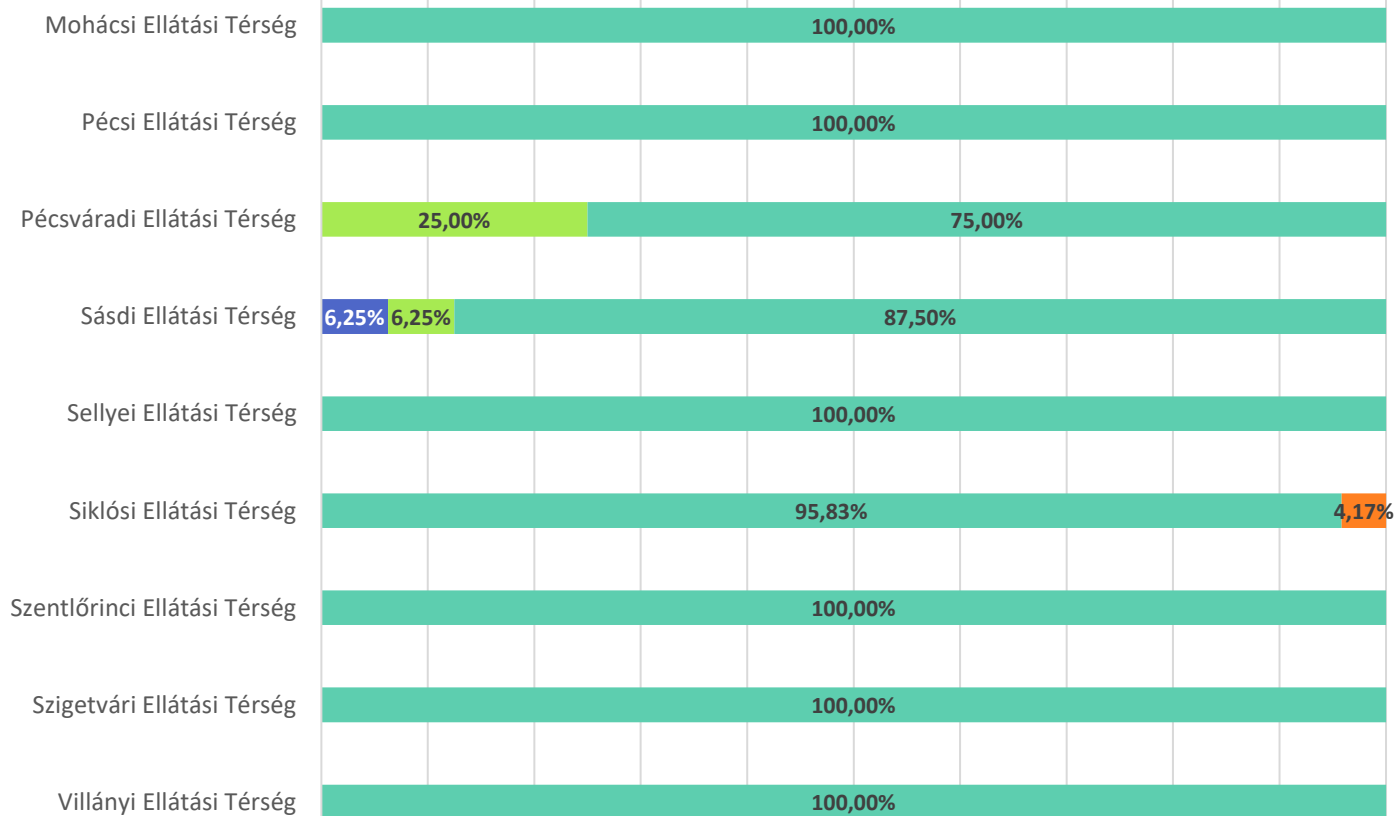 Mohácsi Ellátási Térség 100,00%
Pécsi Ellátási Térség 100,00%
Pécsváradi Ellátási Térség 25,00% 75,00%
Sásdi Ellátási Térség 6,25% 6,25% 87,50%
Sellyei Ellátási Térség 100,00%
Siklósi Ellátási Térség 95,83% 4,17%
Szentlőrinci Ellátási Térség 100,00%
Szigetvári Ellátási Térség 100,00%
Villányi Ellátási Térség 100,00%